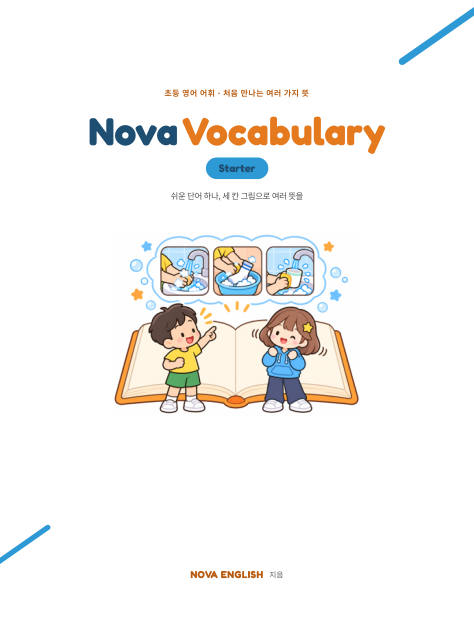 초등 영어 어휘 · 처음 만나는 여러 가지 뜻
Nova Vocabulary
Starter
쉬운 단어 하나, 세 칸 그림으로 여러 뜻을
NOVA ENGLISH 지음